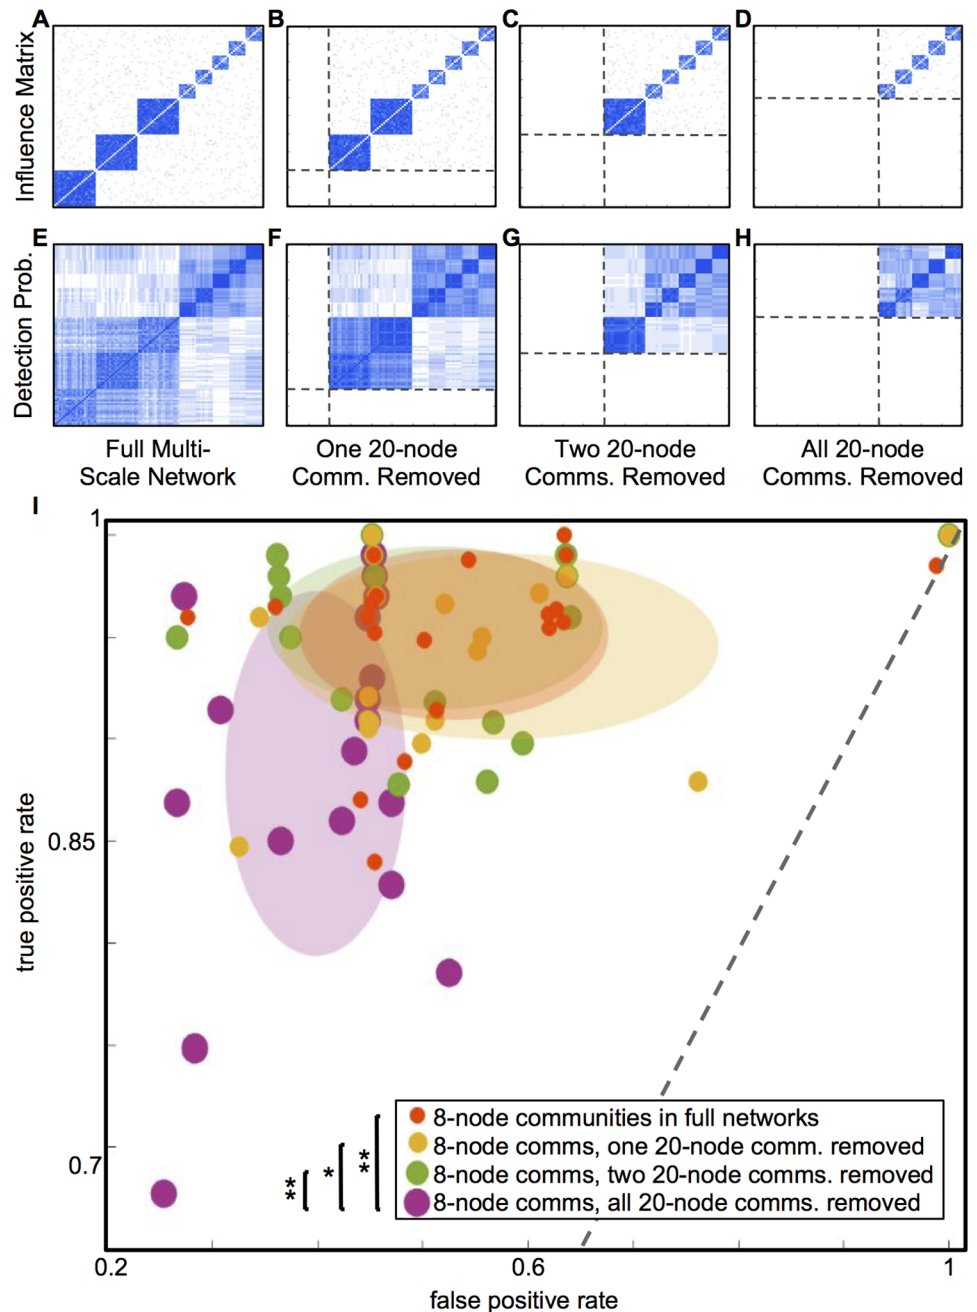 A
B
C
D
Influence Matrix
E
F
G
H
Detection Prob.
Full Multi-
Scale Network
One 20-node
Comm. Removed
Two 20-node
Comms. Removed
All 20-node
Comms. Removed
I
1
0.85
0.7
true positive rate
8-node communities in full networks
8-node comms, one 20-node comm. removed
8-node comms, two 20-node comms. removed
8-node comms, all 20-node comms. removed
**
*
**
0.2
0.6
1
false positive rate